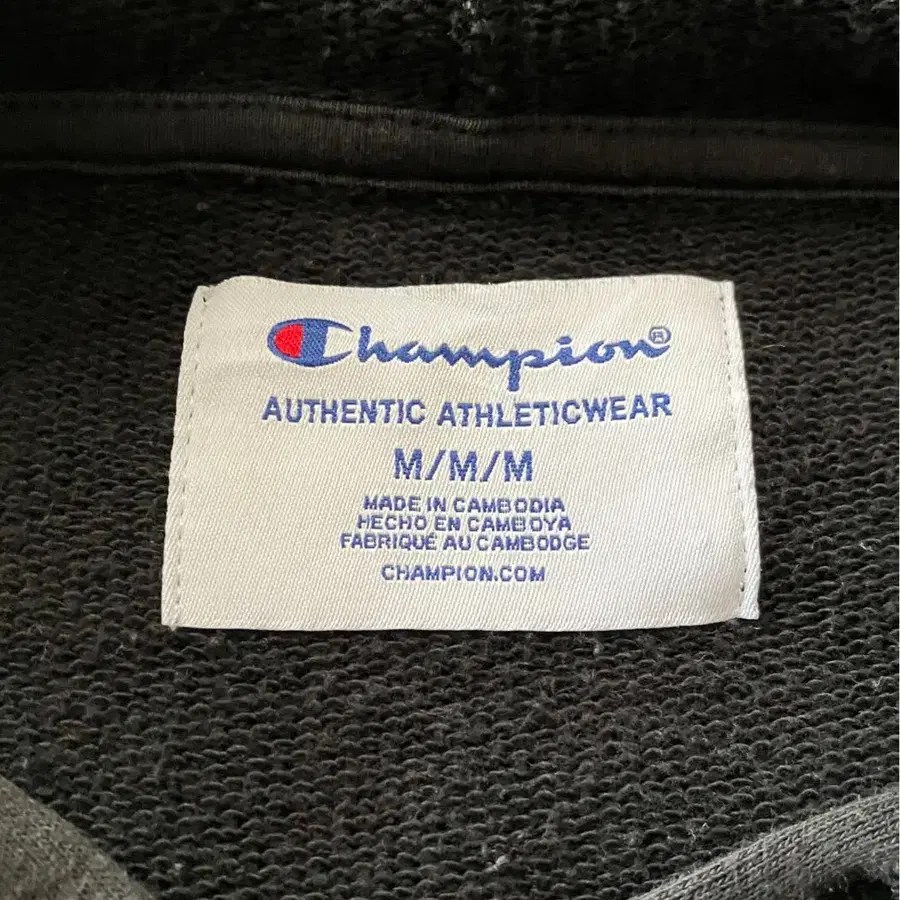 Champion®
AUTHENTIC ATHLETICWEAR
M/M/M
MADE IN CAMBODIA
HECHO EN CAMBOYA
FABRIQUÉ AU CAMBODGE
CHAMPION.COM